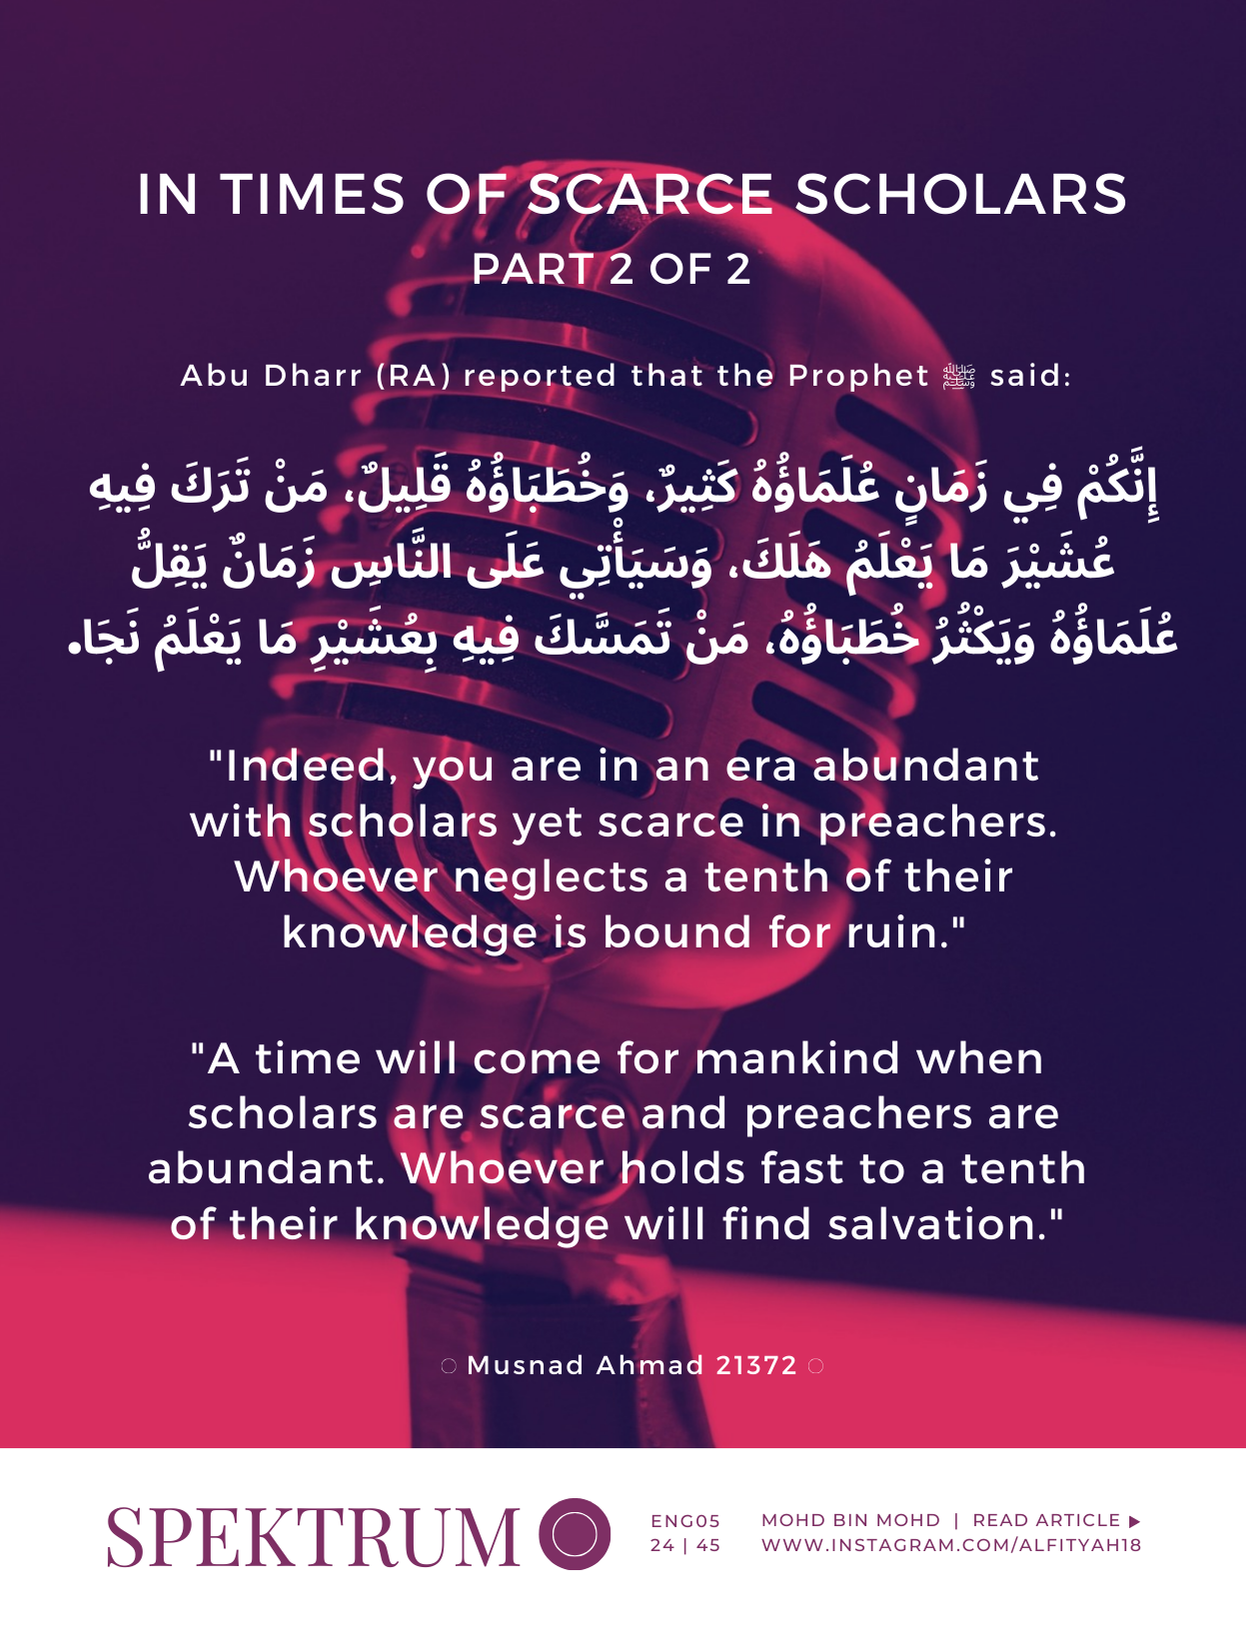 IN TIMES OF SCARCE SCHOLARS
PART 2 OF 2
Abu Dharr (RA) reported that the Prophet ﷺ said:
إِنَّكُمْ فِي زَمَانٍ عُلَمَاؤُهُ كَثِيرٌ، وَخُطَبَاؤُهُ قَلِيلٌ، مَنْ تَرَكَ فِيهِ
عُشَيْرَ مَا يَعْلَمُ هَلَكَ، وَسَيَأْتِي عَلَى النَّاسِ زَمَانٌ يَقِلُّ
عُلَمَاؤُهُ وَيَكْثُرُ خُطَبَاؤُهُ، مَنْ تَمَسَّكَ فِيهِ بِعُشَيْرِ مَا يَعْلَمُ نَجَا.
"Indeed, you are in an era abundant
with scholars yet scarce in preachers.
Whoever neglects a tenth of their
knowledge is bound for ruin."
"A time will come for mankind when
scholars are scarce and preachers are
abundant. Whoever holds fast to a tenth
of their knowledge will find salvation."
Musnad Ahmad 21372
SPEKTRUM
ENG05
24 | 45
MOHD BIN MOHD | READ ARTICLE ▶
WWW.INSTAGRAM.COM/ALFITYAH18